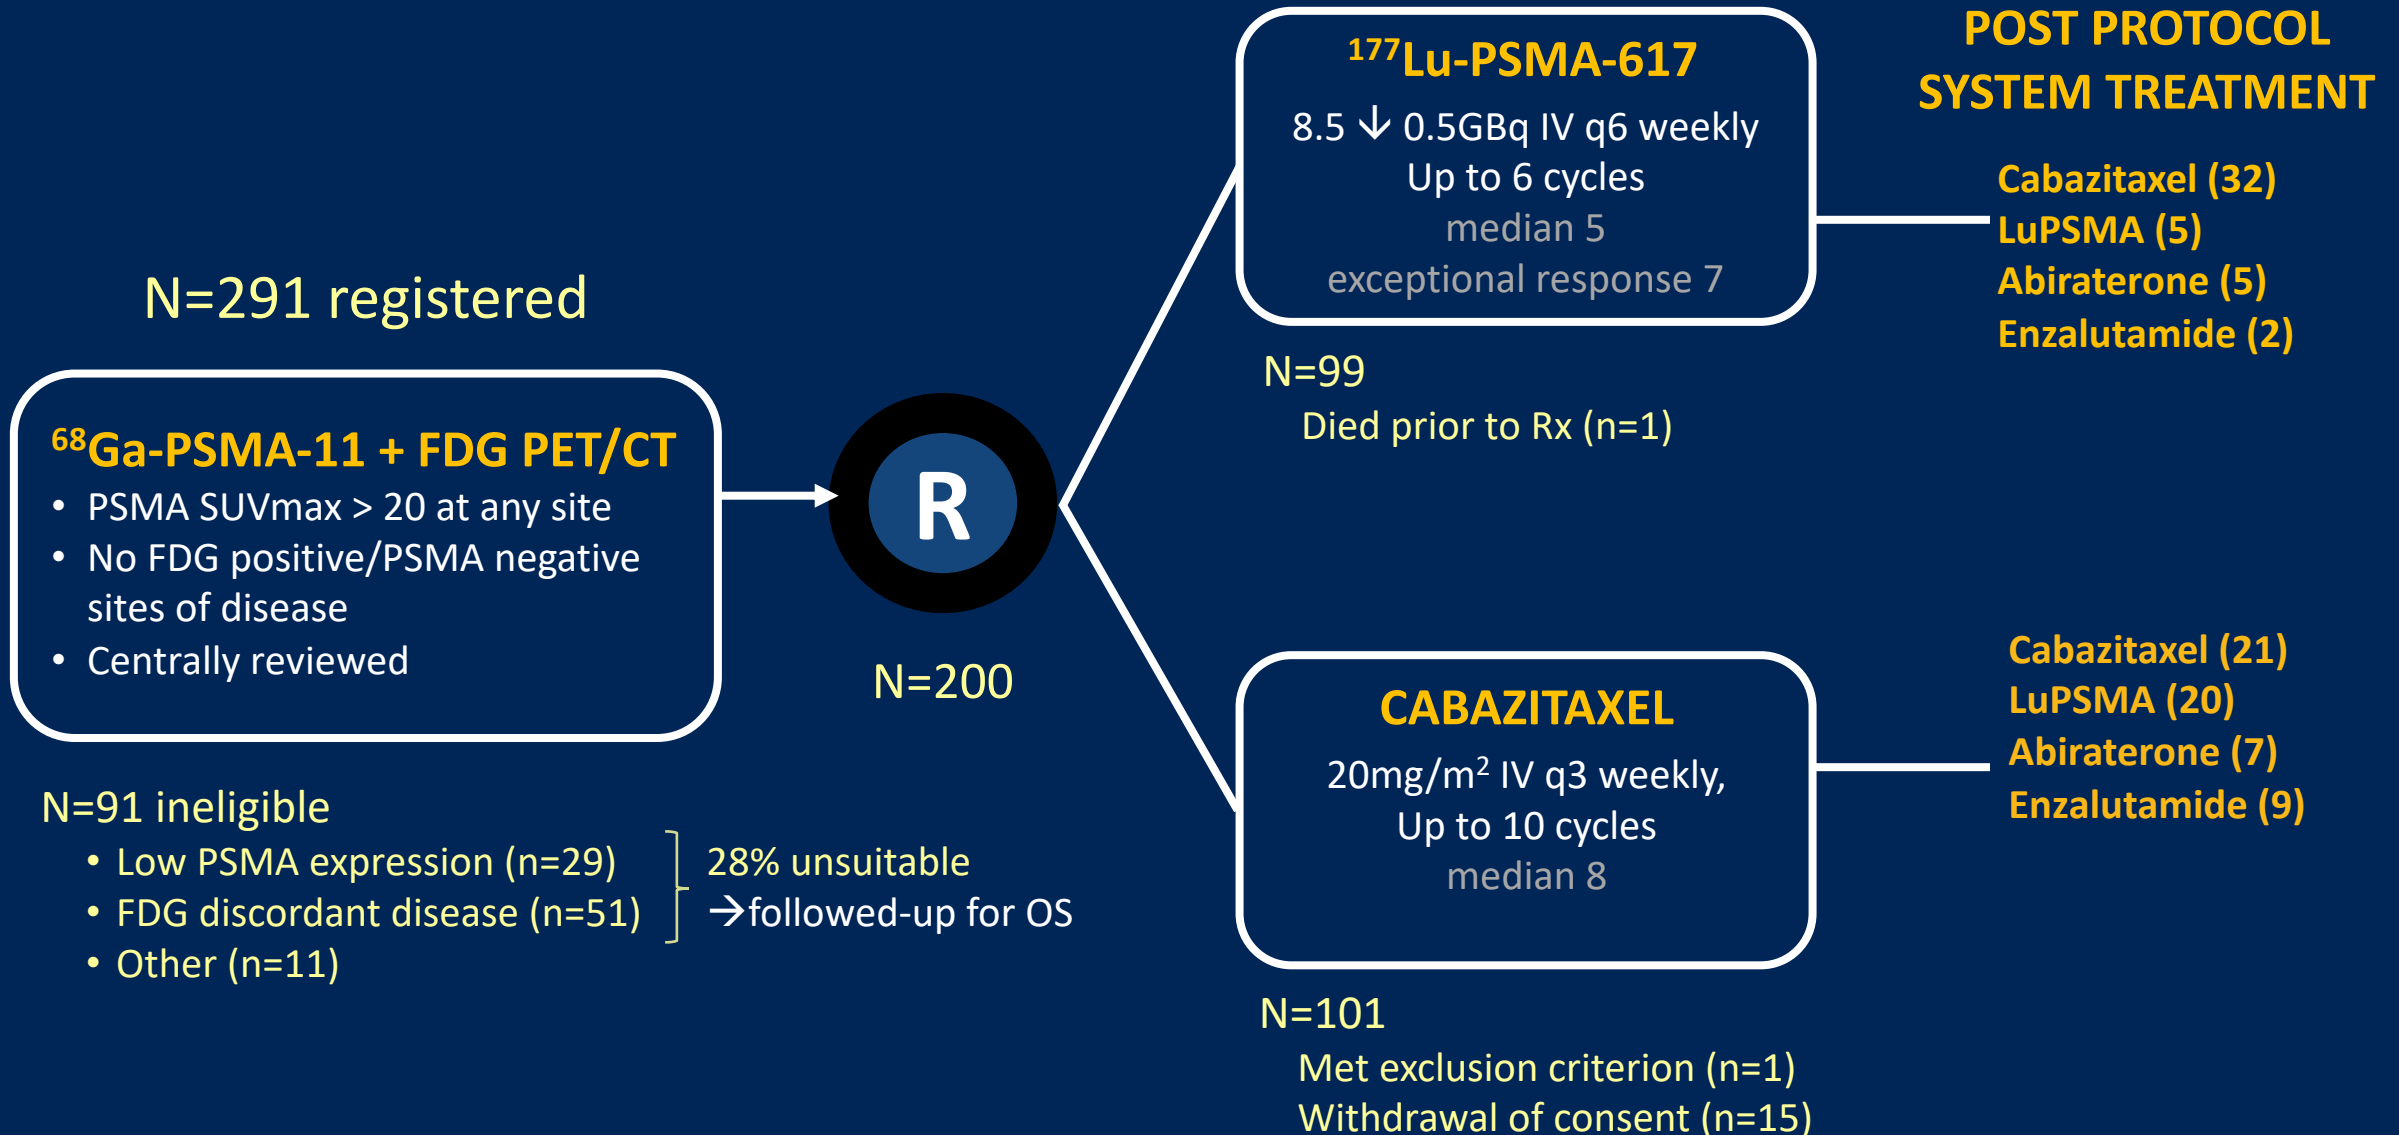 N=291 registered
⁶⁸Ga-PSMA-11 + FDG PET/CT
• PSMA SUVmax > 20 at any site
• No FDG positive/PSMA negative
sites of disease
• Centrally reviewed
N=91 ineligible
• Low PSMA expression (n=29)
• FDG discordant disease (n=51)
• Other (n=11)
28% unsuitable
→followed-up for OS
R
N=200
¹⁷⁷Lu-PSMA-617
8.5 ↓ 0.5GBq IV q6 weekly
Up to 6 cycles
median 5
exceptional response 7
N=99
Died prior to Rx (n=1)
CABAZITAXEL
20mg/m² IV q3 weekly,
Up to 10 cycles
median 8
N=101
Met exclusion criterion (n=1)
Withdrawal of consent (n=15)
POST PROTOCOL
SYSTEM TREATMENT
Cabazitaxel (32)
LuPSMA (5)
Abiraterone (5)
Enzalutamide (2)
Cabazitaxel (21)
LuPSMA (20)
Abiraterone (7)
Enzalutamide (9)